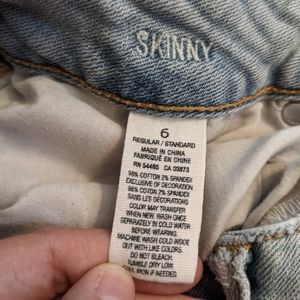 SKINNY
6
REGULAR / STANDARD
MADE IN CHINA
FABRIQUÉ EN CHINE
RN 54485 CA 00873
98% COTTON 2% SPANDEX
EXCLUSIVE OF DECORATION
98% COTTON 2% SPANDEX
SANS LES DÉCORATIONS
COLOR MAY TRANSFER
WHEN NEW. WASH ONCE
SEPARATELY IN COLD WATER
BEFORE WEARING.
MACHINE WASH COLD INSIDE
OUT WITH LIKE COLORS.
DO NOT BLEACH.
TUMBLE DRY LOW.
IRON IF NEEDED.